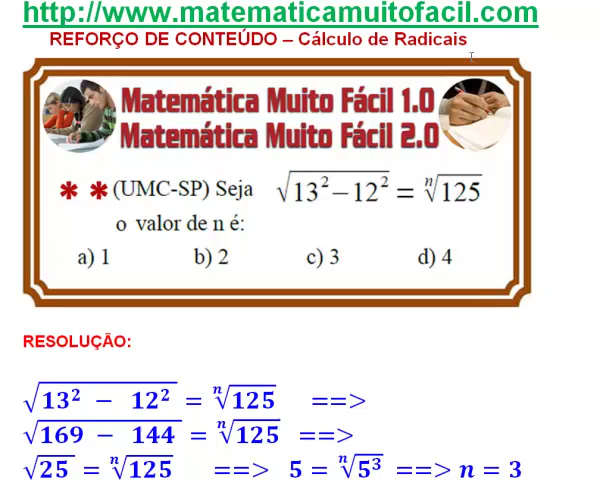 http://www.matematicamuitofacil.com
REFORÇO DE CONTEÚDO – Cálculo de Radicais
Matemática Muito Fácil 1.0
Matemática Muito Fácil 2.0
* * (UMC-SP) Seja √(13² − 12²) = ⁿ√125
o valor de n é:
a) 1 b) 2 c) 3 d) 4
RESOLUÇÃO:
√(13² − 12²) = ⁿ√125 ==>
√(169 − 144) = ⁿ√125 ==>
√25 = ⁿ√125 ==> 5 = ⁿ√5³ ==> n = 3